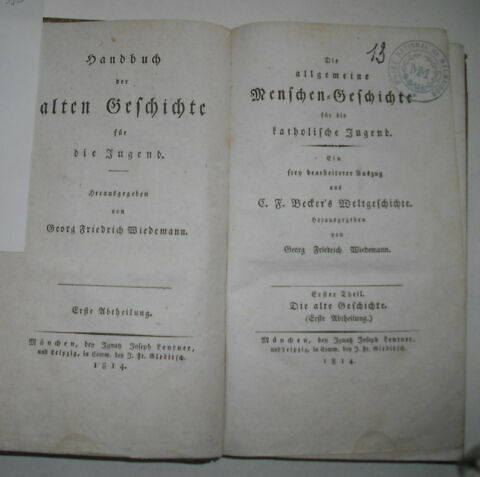 Handbuch
der
alten Geschichte
für
die Jugend.
Herausgegeben
von
Georg Friedrich Wiedemann.
Erste Abtheilung.
München, bey Ignatz Joseph Lentner,
und Leipzig, in Comm. bey J. Fr. Gleditsch.
1814.
13
Die
allgemeine
Menschen-Geschichte
für die
katholische Jugend.
Ein
frey bearbeiteter Auszug
aus
C. F. Becker's Weltgeschichte.
Herausgegeben
von
Georg Friedrich Wiedemann.
Erster Theil.
Die alte Geschichte.
(Erste Abtheilung.)
München, bey Ignatz Joseph Lentner,
und Leipzig, in Comm. bey J. Fr. Gleditsch.
1814.